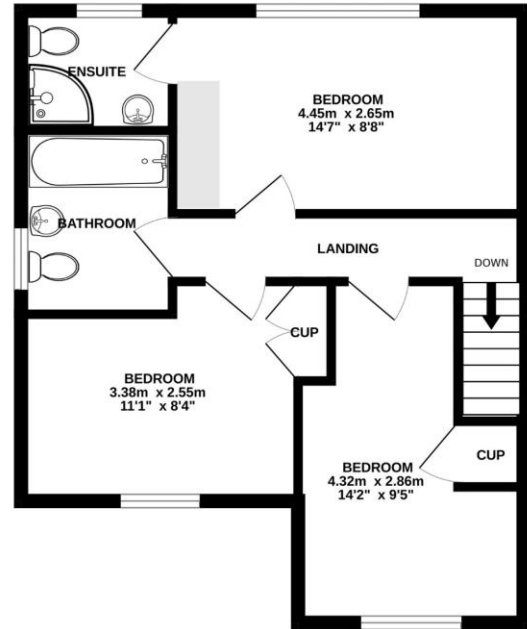 ENSUITE
BEDROOM
4.45m x 2.65m
14'7" x 8'8"
BATHROOM
LANDING
DOWN
CUP
BEDROOM
3.38m x 2.55m
11'1" x 8'4"
BEDROOM
4.32m x 2.86m
14'2" x 9'5"
CUP